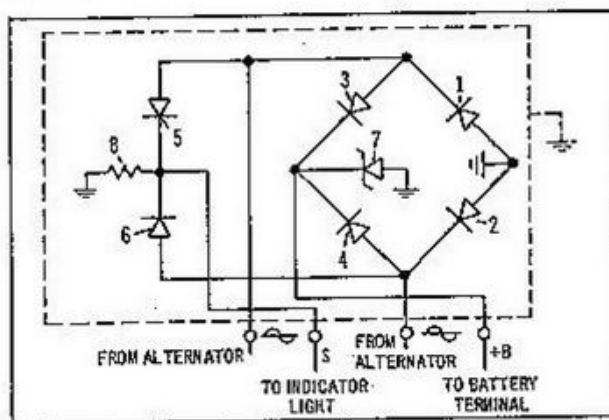 3
1
8
5
7
6
4
2
FROM ALTERNATOR
S
TO INDICATOR
LIGHT
FROM
ALTERNATOR
+B
TO BATTERY
TERMINAL